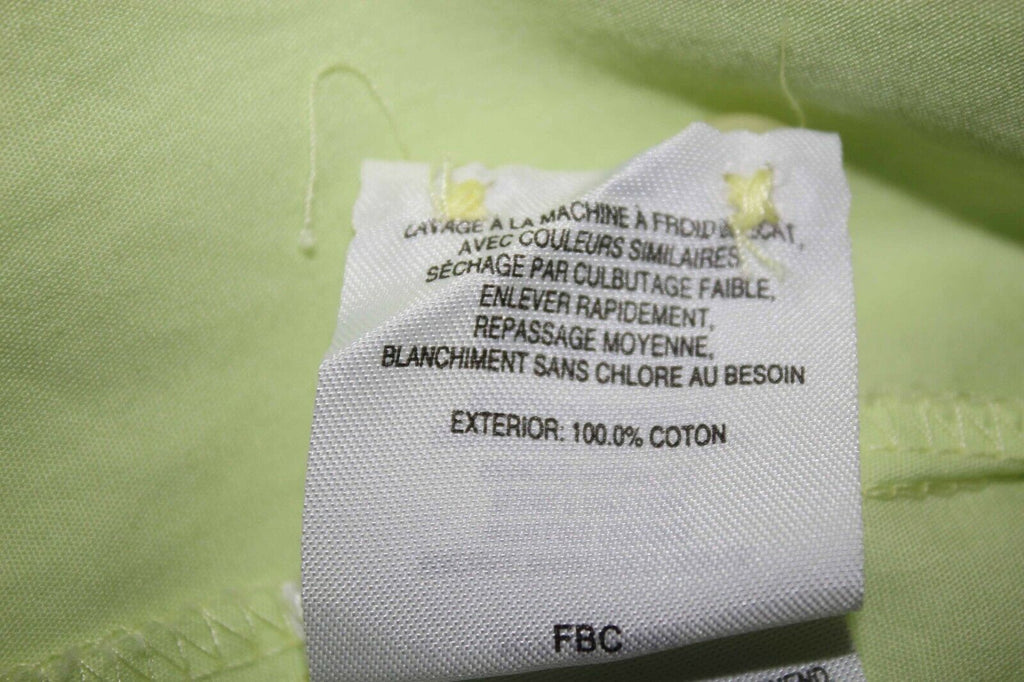 LAVAGE À LA MACHINE À FROID
AVEC COULEURS SIMILAIRES
SÉCHAGE PAR CULBUTAGE FAIBLE,
ENLEVER RAPIDEMENT,
REPASSAGE MOYENNE,
BLANCHIMENT SANS CHLORE AU BESOIN
EXTERIOR: 100.0% COTON
FBC